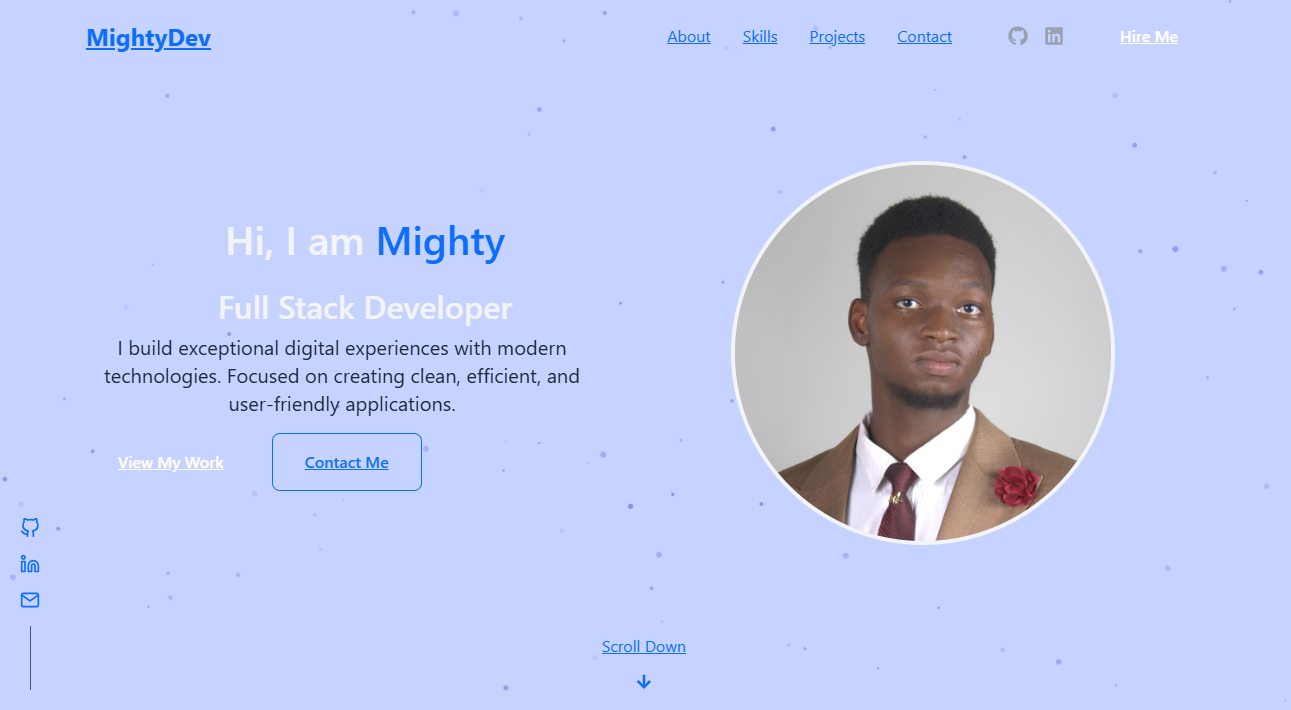 MightyDev
About Skills Projects Contact Hire Me
Hi, I am Mighty
Full Stack Developer
I build exceptional digital experiences with modern
technologies. Focused on creating clean, efficient, and
user-friendly applications.
View My Work Contact Me
Scroll Down